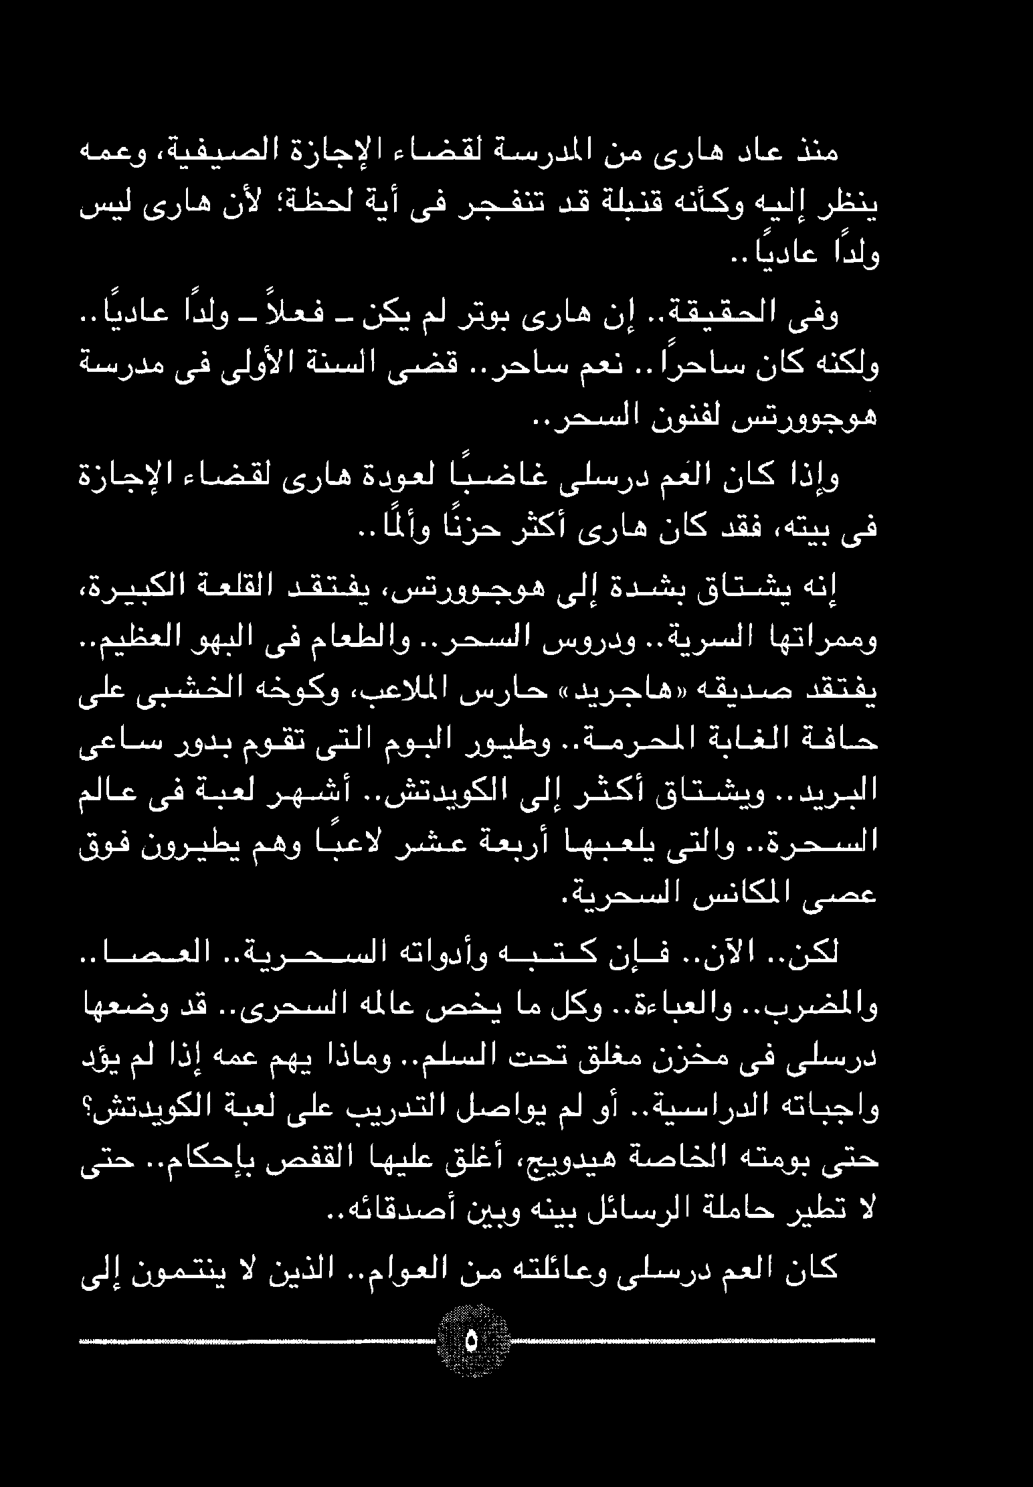 منذ عاد هارى من المدرسة لقضاء الإجازة الصيفية، وعمه
ينظر إليه وكأنه قنبلة قد تنفجر فى أية لحظة؛ لأن هارى ليس
ولدًا عاديًا..
وفى الحقيقة.. إن هارى بوتر لم يكن - فعلاً - ولدًا عاديًا..
ولكنه كان ساحرًا.. نعم ساحر.. قضى السنة الأولى فى مدرسة
هوجوورتس لفنون السحر..
وإذا كان العم درسلى غاضبًا لعودة هارى لقضاء الإجازة
فى بيته، فقد كان هارى أكثر حزنًا وألمًا..
إنه يشتاق بشدة إلى هوجوورتس، يفتقد القلعة الكبيرة،
وممراتها السرية.. ودروس السحر.. والطعام فى البهو العظيم..
يفتقد صديقه «هاجريد» حارس الملاعب، وكوخه الخشبى على
حافة الغابة المحرمة.. وطيور البوم التى تقوم بدور ساعى
البريد.. ويشتاق أكثر إلى الكويدتش.. أشهر لعبة فى عالم
السحرة.. والتى يلعبها أربعة عشر لاعبًا وهم يطيرون فوق
عصى المكانس السحرية.
لكن.. الآن.. فإن كتبه وأدواته السحرية.. العصا..
والمضرب.. والعباءة.. وكل ما يخص عالمه السحرى.. قد وضعها
درسلى فى مخزن مغلق تحت السلم.. وماذا يهم عمه إذا لم يؤد
واجباته الدراسية.. أو لم يواصل التدريب على لعبة الكويدتش؟
حتى بومته الخاصة هيدويج، أغلق عليها القفص بإحكام.. حتى
لا تطير حاملة الرسائل بينه وبين أصدقائه..
كان العم درسلى وعائلته من العوام.. الذين لا ينتمون إلى
٥